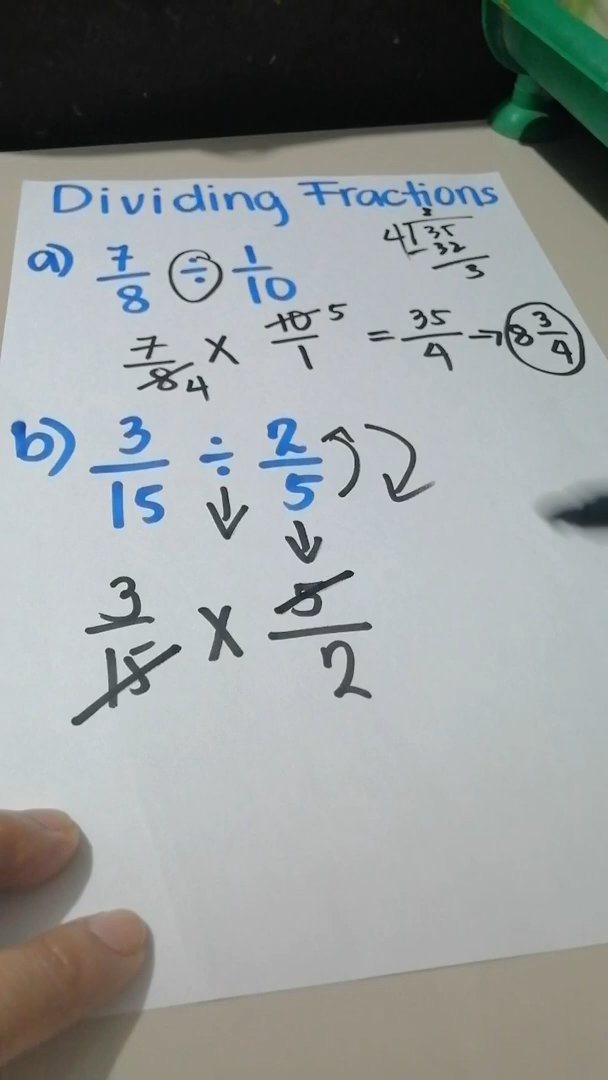 Dividing Fractions
a) 7/8 ÷ 1/10
8
4 35
32
3
7/8 4 × 10/1 5 = 35/4 → 8 3/4
b) 3/15 ÷ 2/5
3/15 × 5/2